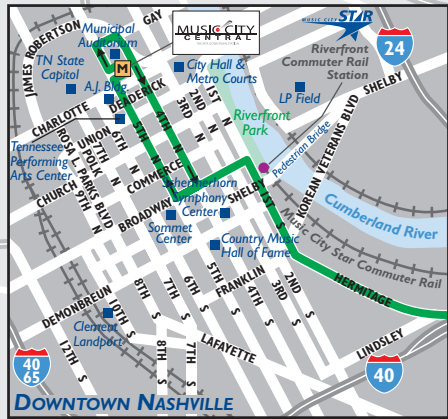 JAMES ROBERTSON
Municipal
Auditorium
GAY
MUSIC CITY
CENTRAL
MUSIC CITY
STAR
Riverfront
Commuter Rail
Station
24
TN State
Capitol
M
City Hall &
Metro Courts
A.J. Bldg
DEADERICK
LP Field
SHELBY
CHARLOTTE
1ST N
2ND N
3RD N
4TH N
5TH N
Riverfront
Park
UNION
6TH N
7TH N
POLK
ROSA L. PARKS BLVD
Tennessee
Performing
Arts Center
COMMERCE
Pedestrian Bridge
KOREAN VETERANS BLVD
CHURCH
9TH N
Schermerhorn
Symphony
Center
SHELBY
1ST S
BROADWAY
Cumberland River
Sommet
Center
Music City Star Commuter Rail
Country Music
Hall of Fame
HERMITAGE
DEMONBREUN
10TH S
8TH S
7TH S
6TH S
5TH S
FRANKLIN
4TH S
3RD S
2ND S
Clement
Landport
LAFAYETTE
LINDSLEY
12TH S
8TH S
7TH S
40
65
40
DOWNTOWN NASHVILLE